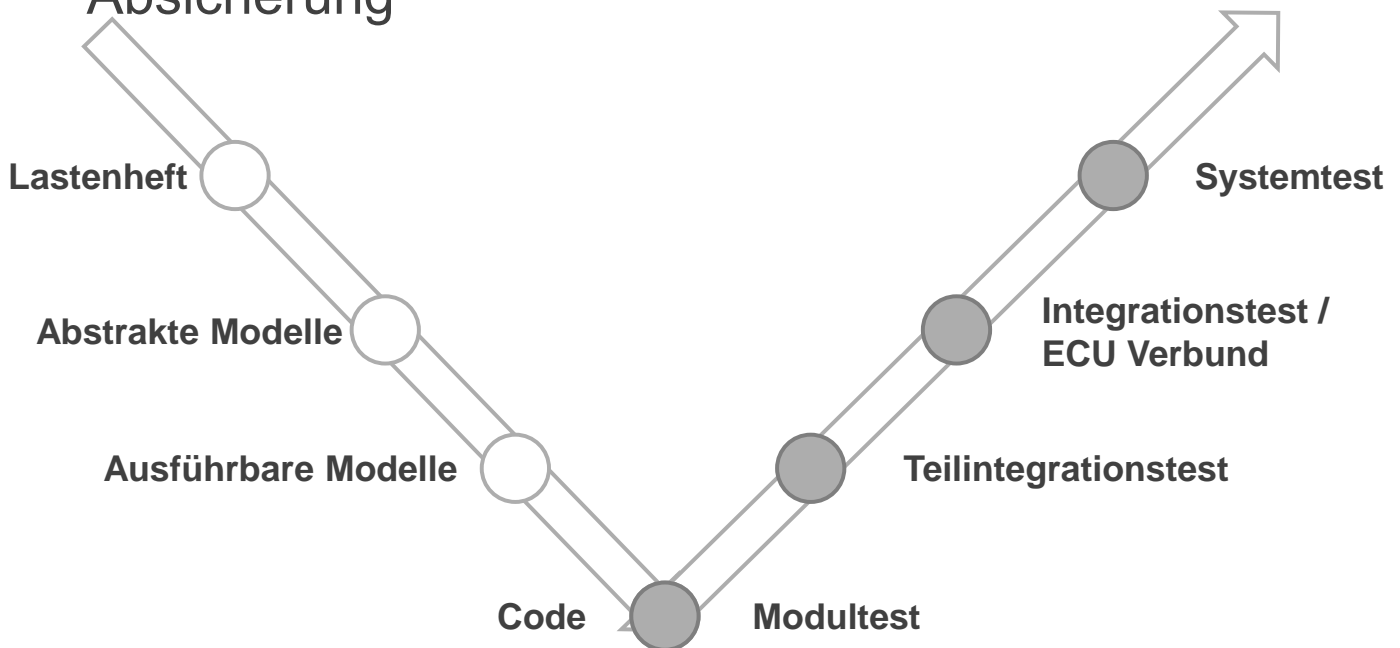 Absicherung
Lastenheft
Systemtest
Abstrakte Modelle
Integrationstest /
ECU Verbund
Ausführbare Modelle
Teilintegrationstest
Code
Modultest